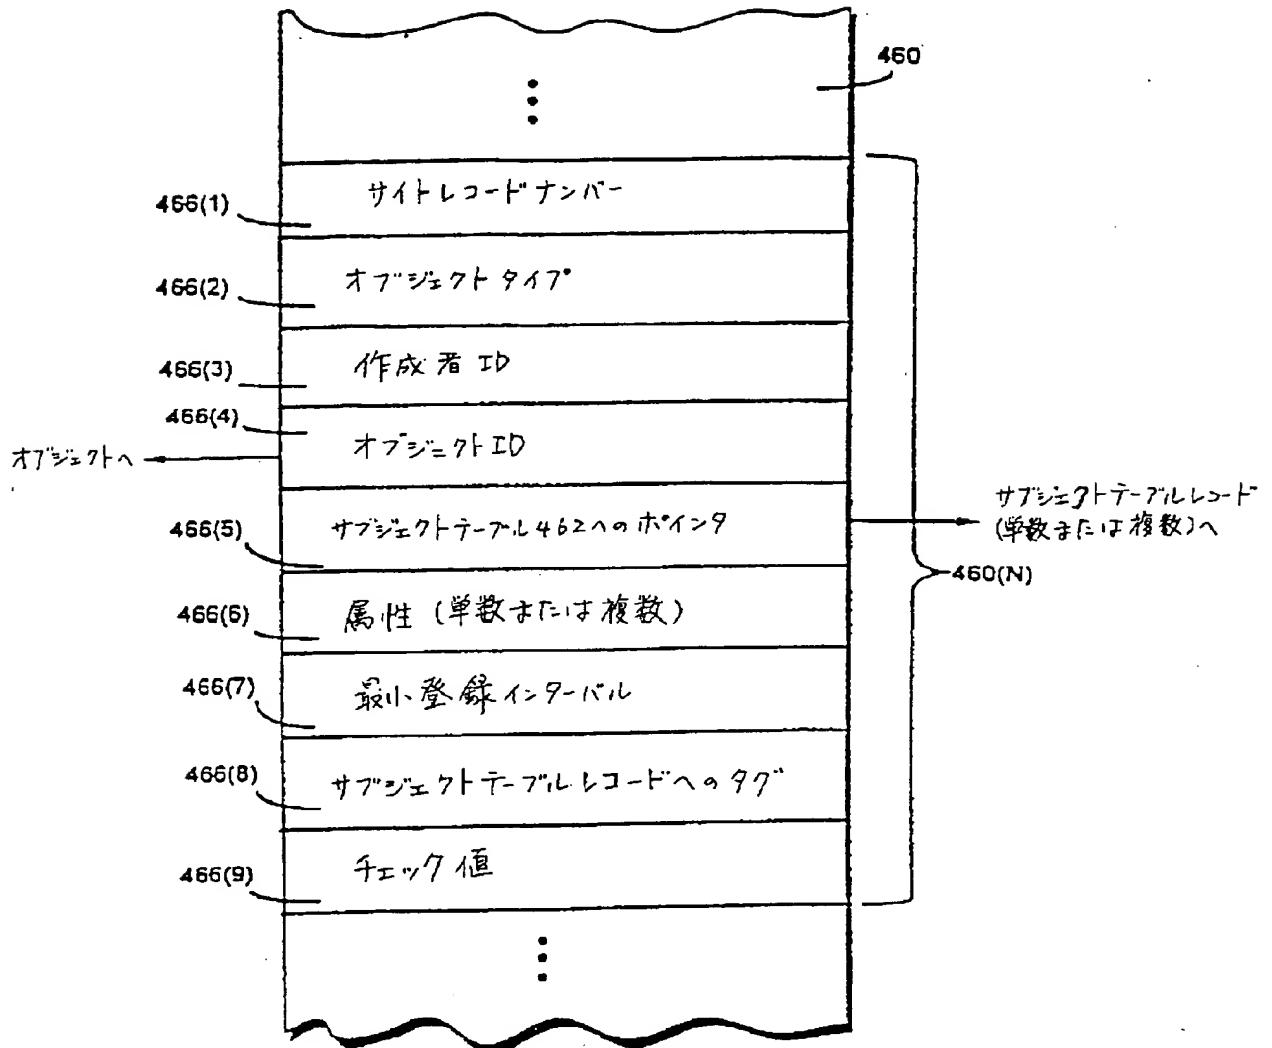 460
466(1)
サイトレコードナンバー
466(2)
オブジェクトタイプ
466(3)
作成者ID
466(4)
オブジェクトID
オブジェクトへ
466(5)
サブジェクトテーブル462へのポインタ
サブジェクトテーブルレコード
(単数または複数)へ
460(N)
466(6)
属性(単数または複数)
466(7)
最小登録インターバル
466(8)
サブジェクトテーブルレコードへのタグ
466(9)
チェック値